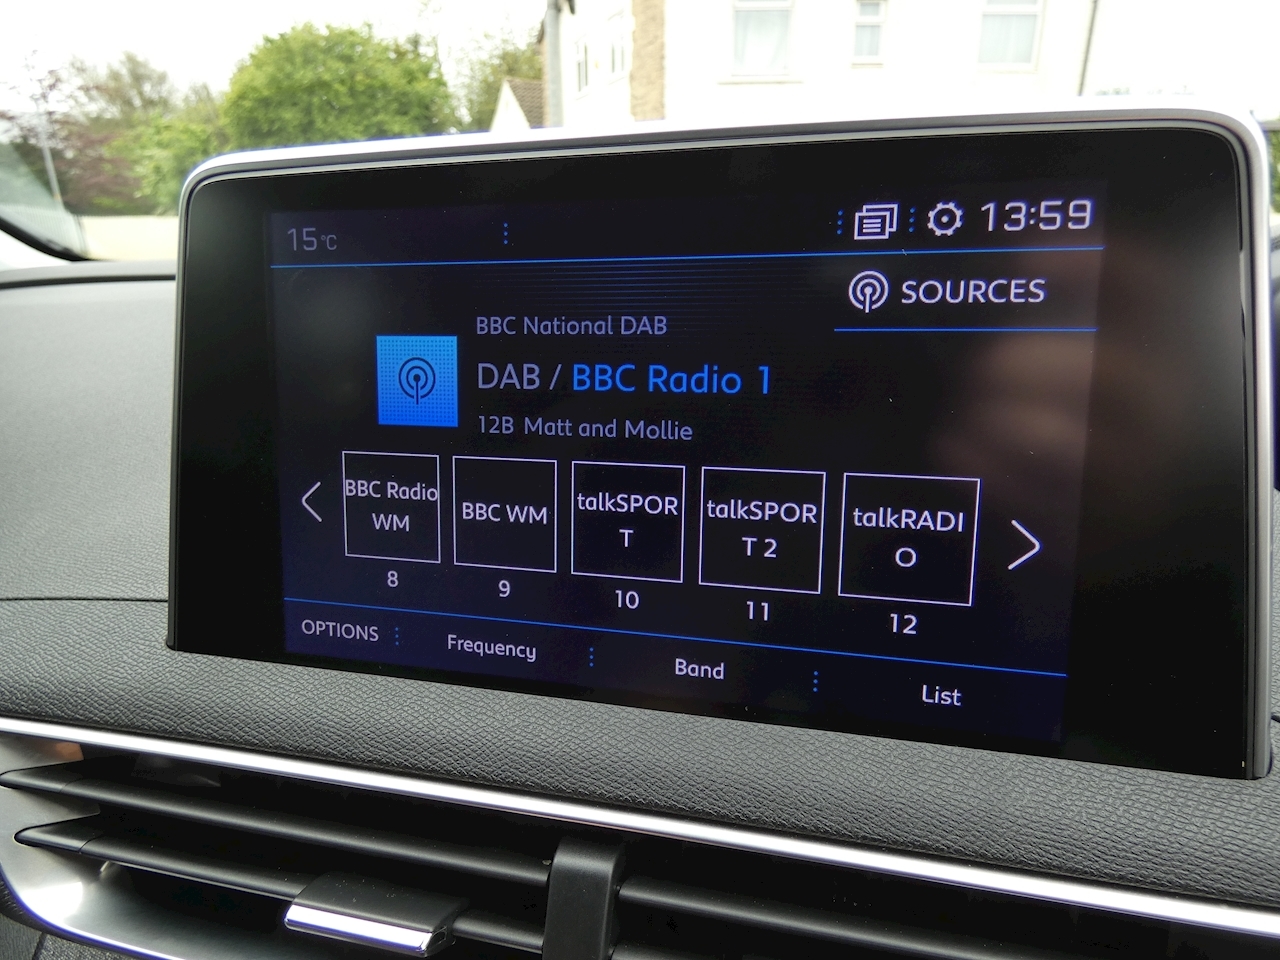 15°C
13:59
SOURCES
BBC National DAB
DAB / BBC Radio 1
12B Matt and Mollie
BBC Radio
WM
BBC WM
talkSPOR
T
talkSPOR
T 2
talkRADI
O
8
9
10
11
12
OPTIONS
Frequency
Band
List